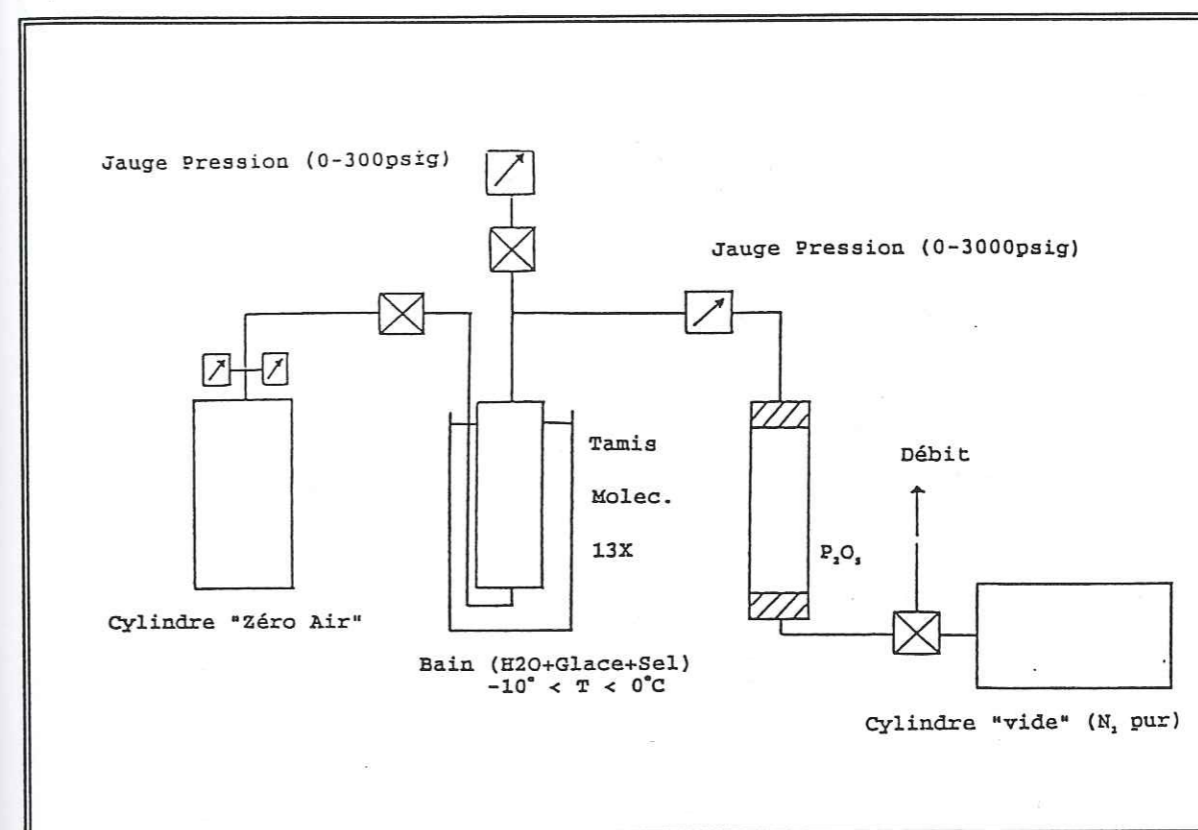 Jauge Pression (0-300psig)
Jauge Pression (0-3000psig)
Tamis
Molec.
13X
Débit
P₂O₅
Cylindre "Zéro Air"
Bain (H2O+Glace+Sel)
-10° < T < 0°C
Cylindre "vide" (N₂ pur)